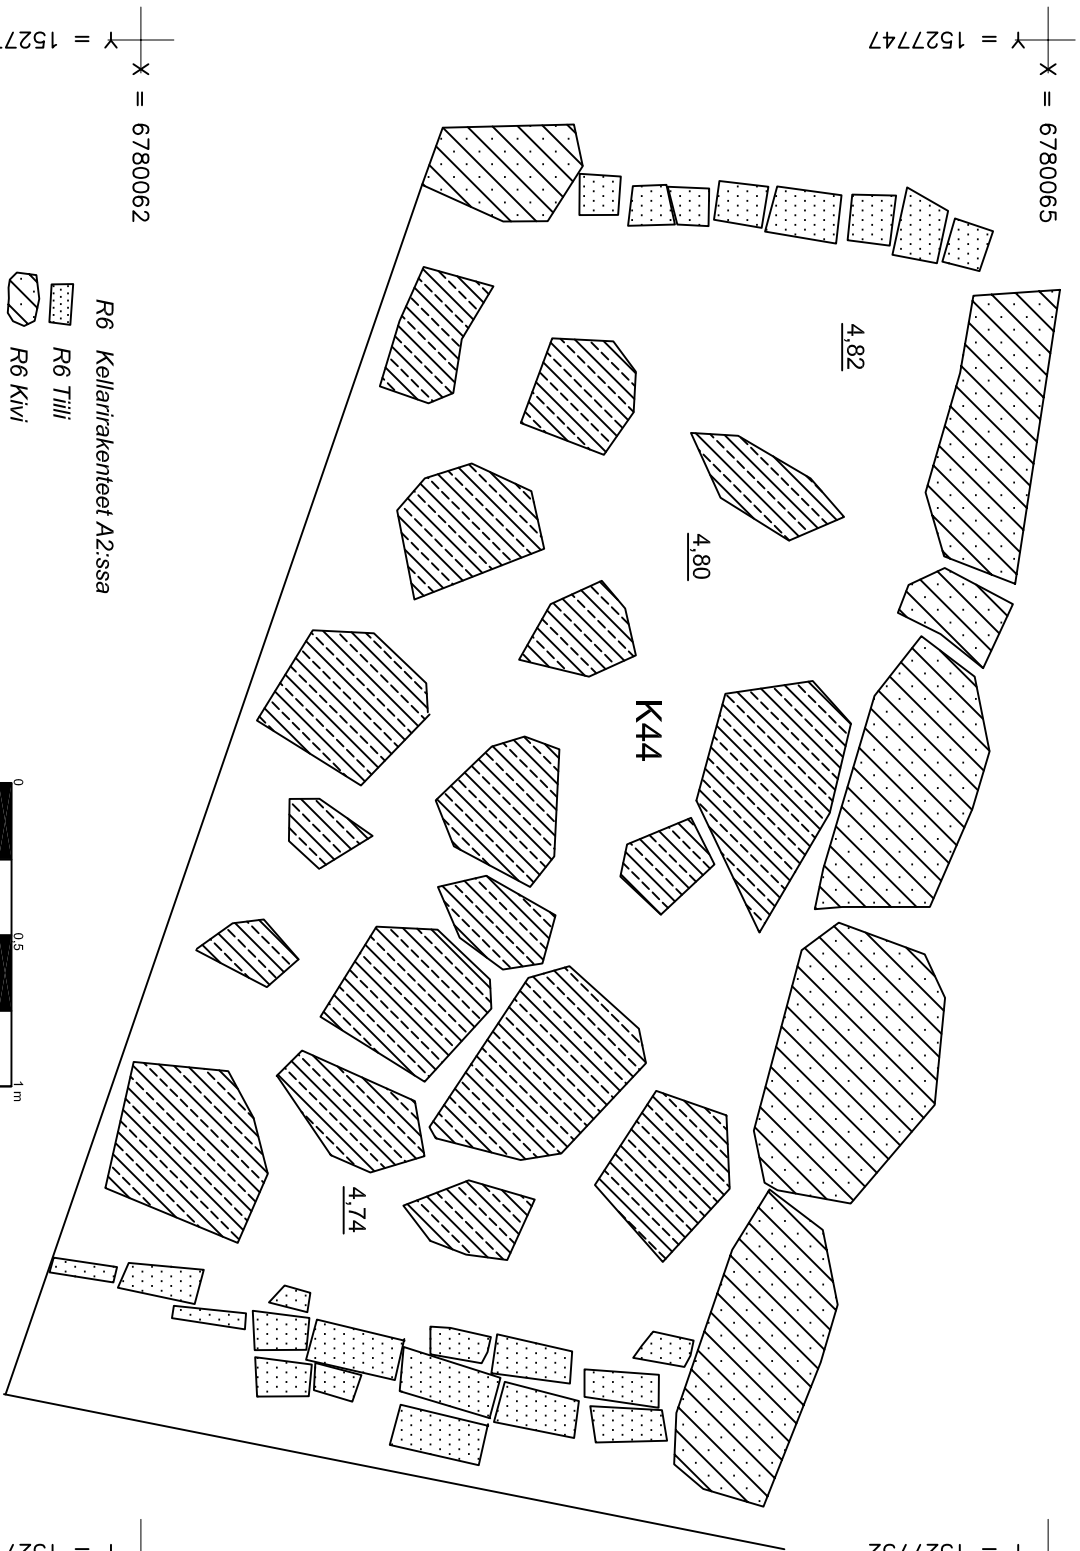 Y = 1527747
X = 6780062
X = 6780065
4,82
4,80
K44
4,74
R6 Kellarirakenteet A2:ssa
R6 Tiili
R6 Kivi
0
0,5
1 m